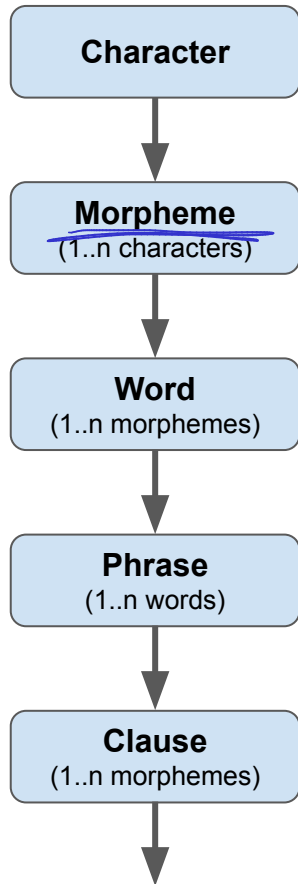 Character
Morpheme
(1..n characters)
Word
(1..n morphemes)
Phrase
(1..n words)
Clause
(1..n morphemes)